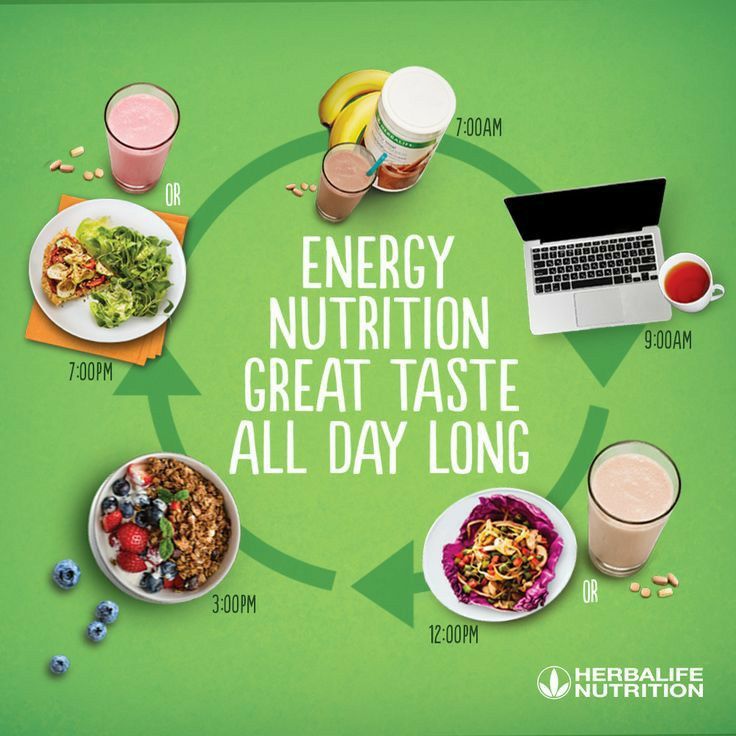 7:00AM
OR
HERBALIFE
ENERGY
NUTRITION
GREAT TASTE
ALL DAY LONG
9:00AM
7:00PM
3:00PM
12:00PM
OR
HERBALIFE
NUTRITION